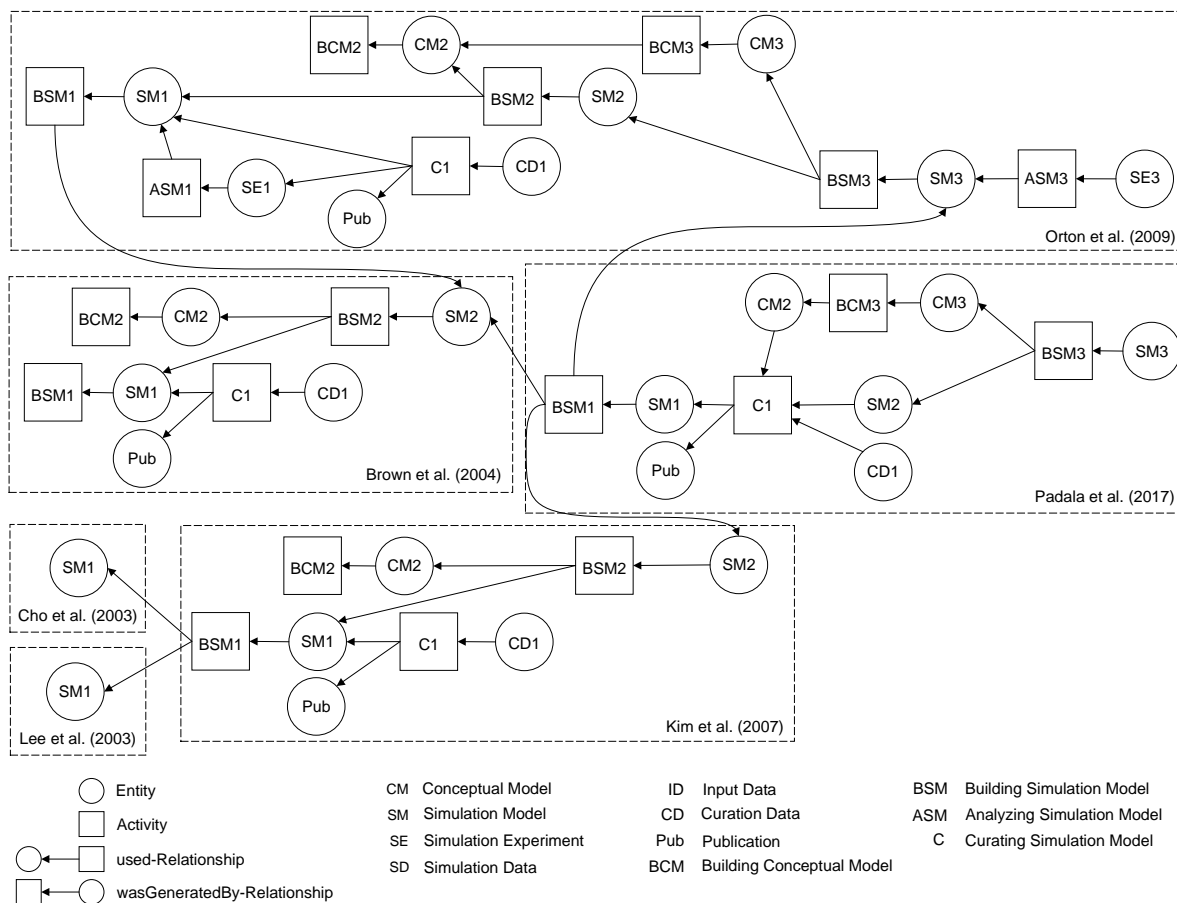 BCM2
CM2
BCM3
CM3
BSM1
SM1
BSM2
SM2
ASM1
SE1
C1
CD1
Pub
BSM3
SM3
ASM3
SE3
Orton et al. (2009)
BCM2
CM2
BSM2
SM2
BSM1
SM1
C1
CD1
Pub
Brown et al. (2004)
CM2
BCM3
CM3
BSM3
SM3
BSM1
SM1
C1
SM2
Pub
CD1
Padala et al. (2017)
SM1
Cho et al. (2003)
SM1
Lee et al. (2003)
BCM2
CM2
BSM2
SM2
BSM1
SM1
C1
CD1
Pub
Kim et al. (2007)
Entity
Activity
used-Relationship
wasGeneratedBy-Relationship
CM Conceptual Model
SM Simulation Model
SE Simulation Experiment
SD Simulation Data
ID Input Data
CD Curation Data
Pub Publication
BCM Building Conceptual Model
BSM Building Simulation Model
ASM Analyzing Simulation Model
C Curating Simulation Model